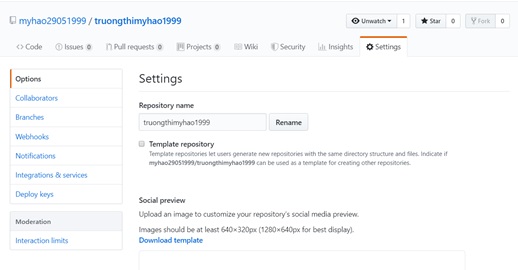 myhao29051999 / truongthimyhao1999
Unwatch 1 Star 0 Fork 0
Code Issues 0 Pull requests 0 Projects 0 Wiki Security Insights Settings
Options
Collaborators
Branches
Webhooks
Notifications
Integrations & services
Deploy keys
Moderation
Interaction limits
Settings
Repository name
truongthimyhao1999 Rename
Template repository
Template repositories let users generate new repositories with the same directory structure and files. Indicate if
myhao29051999/truongthimyhao1999 can be used as a template for creating other repositories.
Social preview
Upload an image to customize your repository's social media preview.
Images should be at least 640×320px (1280×640px for best display).
Download template